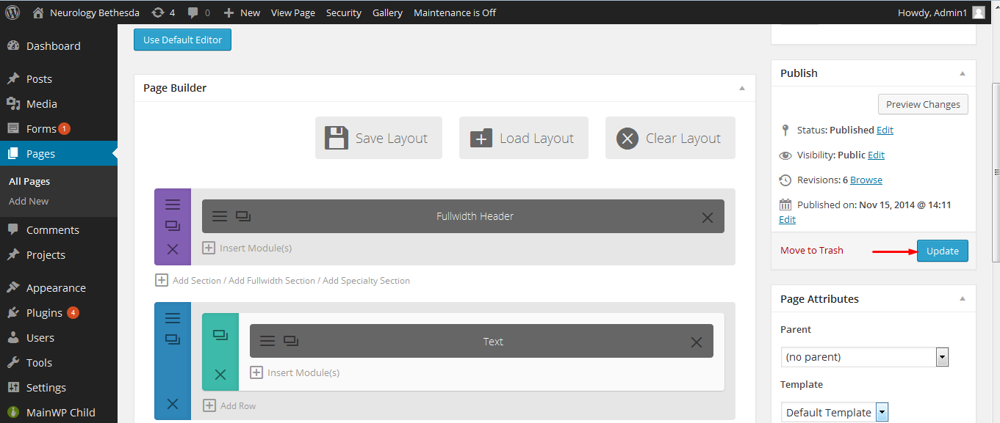 Neurology Bethesda 4 0 New View Page Security Gallery Maintenance is Off Howdy, Admin1
Dashboard
Posts
Media
Forms 1
Pages
All Pages
Add New
Comments
Projects
Appearance
Plugins 4
Users
Tools
Settings
MainWP Child
Use Default Editor
Page Builder
Save Layout Load Layout Clear Layout
Fullwidth Header
Insert Module(s)
Add Section / Add Fullwidth Section / Add Specialty Section
Text
Insert Module(s)
Add Row
Publish
Preview Changes
Status: Published Edit
Visibility: Public Edit
Revisions: 6 Browse
Published on: Nov 15, 2014 @ 14:11
Edit
Move to Trash Update
Page Attributes
Parent
(no parent)
Template
Default Template